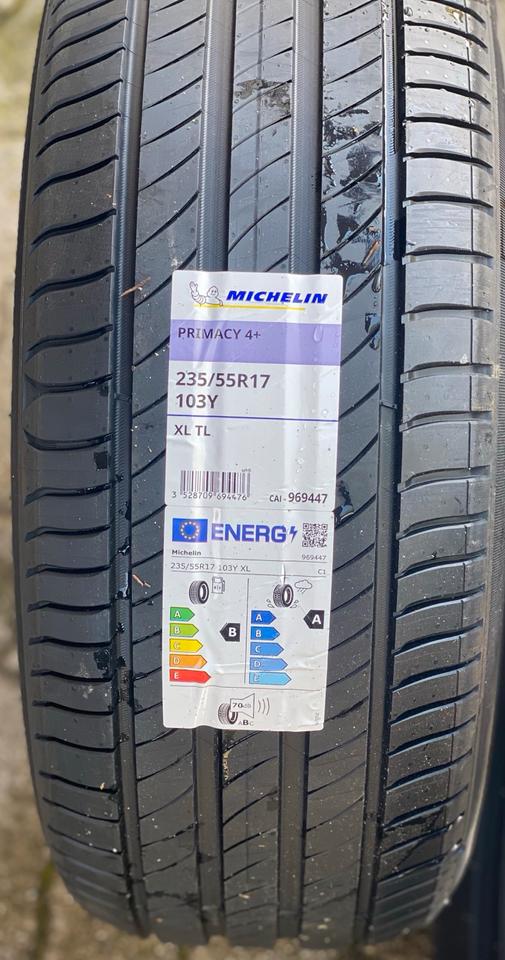 MICHELIN
PRIMACY 4+
235/55R17
103Y
XL TL
3 528709 694476
CAI - 969447
ENERG
Michelin
969447
235/55R17 103Y XL
C1
A
B
C
D
E
B
A
B
C
D
E
A
70dB
ABC